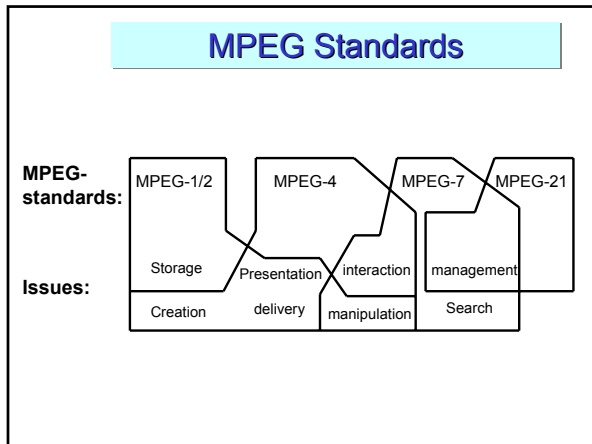 MPEG Standards
MPEG-
standards:
MPEG-1/2 MPEG-4 MPEG-7 MPEG-21
Storage Presentation interaction management
Issues:
Creation delivery manipulation Search